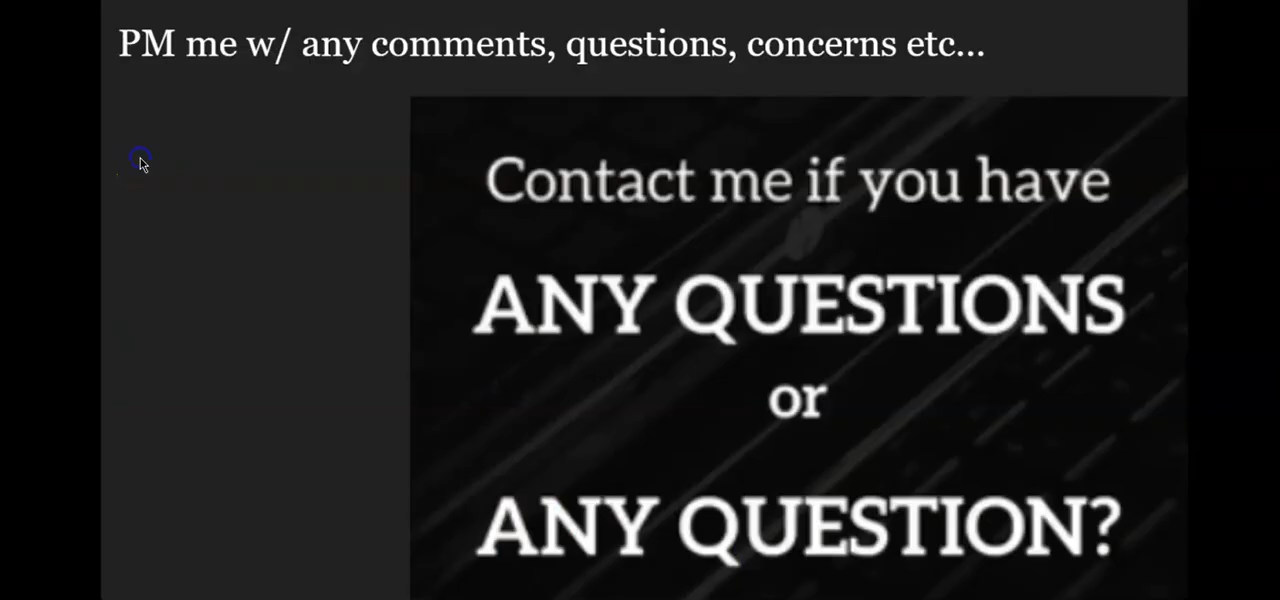 PM me w/ any comments, questions, concerns etc...
Contact me if you have
ANY QUESTIONS
or
ANY QUESTION?